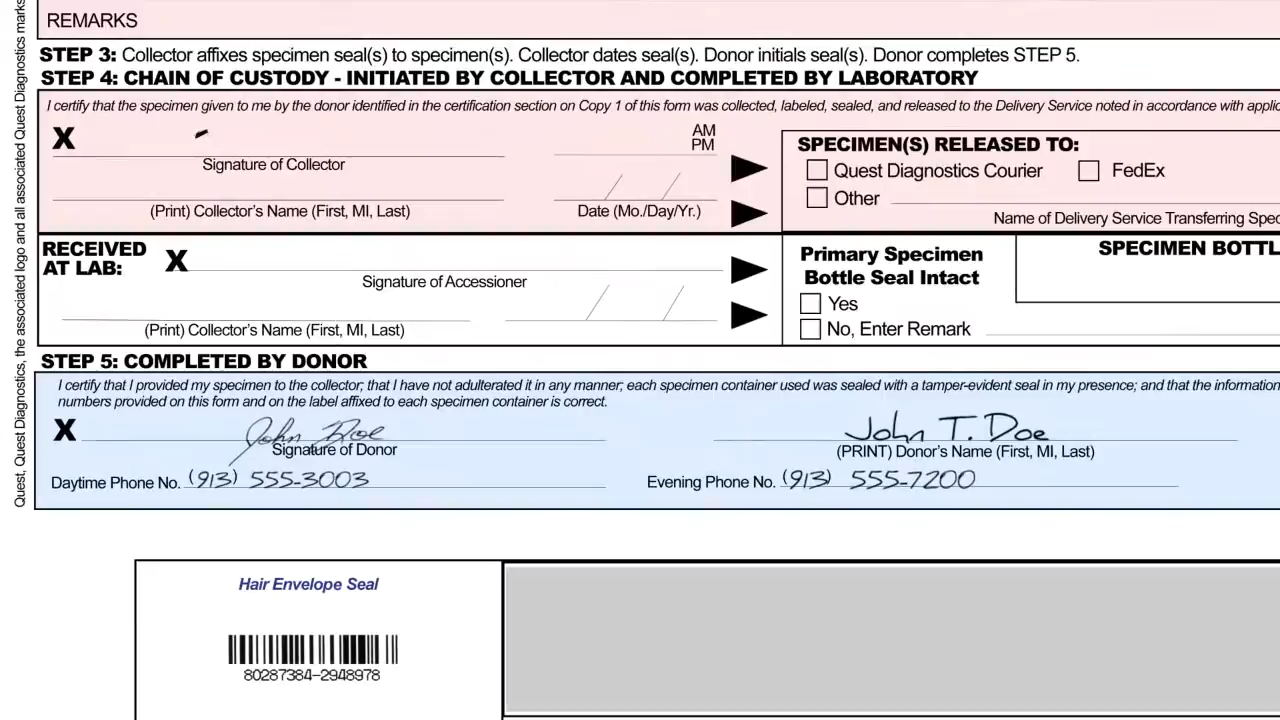 Quest, Quest Diagnostics, the associated logo and all associated Quest Diagnostics marks
REMARKS
STEP 3: Collector affixes specimen seal(s) to specimen(s). Collector dates seal(s). Donor initials seal(s). Donor completes STEP 5.
STEP 4: CHAIN OF CUSTODY - INITIATED BY COLLECTOR AND COMPLETED BY LABORATORY
I certify that the specimen given to me by the donor identified in the certification section on Copy 1 of this form was collected, labeled, sealed, and released to the Delivery Service noted in accordance with applic
X
AM
PM
Signature of Collector
(Print) Collector's Name (First, MI, Last)
Date (Mo./Day/Yr.)
SPECIMEN(S) RELEASED TO:
Quest Diagnostics Courier
FedEx
Other
Name of Delivery Service Transferring Spec
RECEIVED
AT LAB:
X
Signature of Accessioner
(Print) Collector's Name (First, MI, Last)
Primary Specimen
Bottle Seal Intact
Yes
No, Enter Remark
SPECIMEN BOTTL
STEP 5: COMPLETED BY DONOR
I certify that I provided my specimen to the collector; that I have not adulterated it in any manner; each specimen container used was sealed with a tamper-evident seal in my presence; and that the information
numbers provided on this form and on the label affixed to each specimen container is correct.
X John Doe
Signature of Donor
John T. Doe
(PRINT) Donor's Name (First, MI, Last)
Daytime Phone No. (913) 555-3003
Evening Phone No. (913) 555-7200
Hair Envelope Seal
80287384-2948978